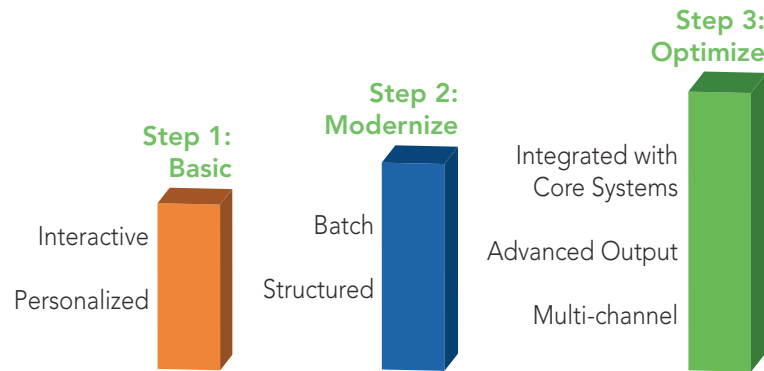 Step 1:
Basic
Interactive
Personalized
Step 2:
Modernize
Batch
Structured
Step 3:
Optimize
Integrated with
Core Systems
Advanced Output
Multi-channel